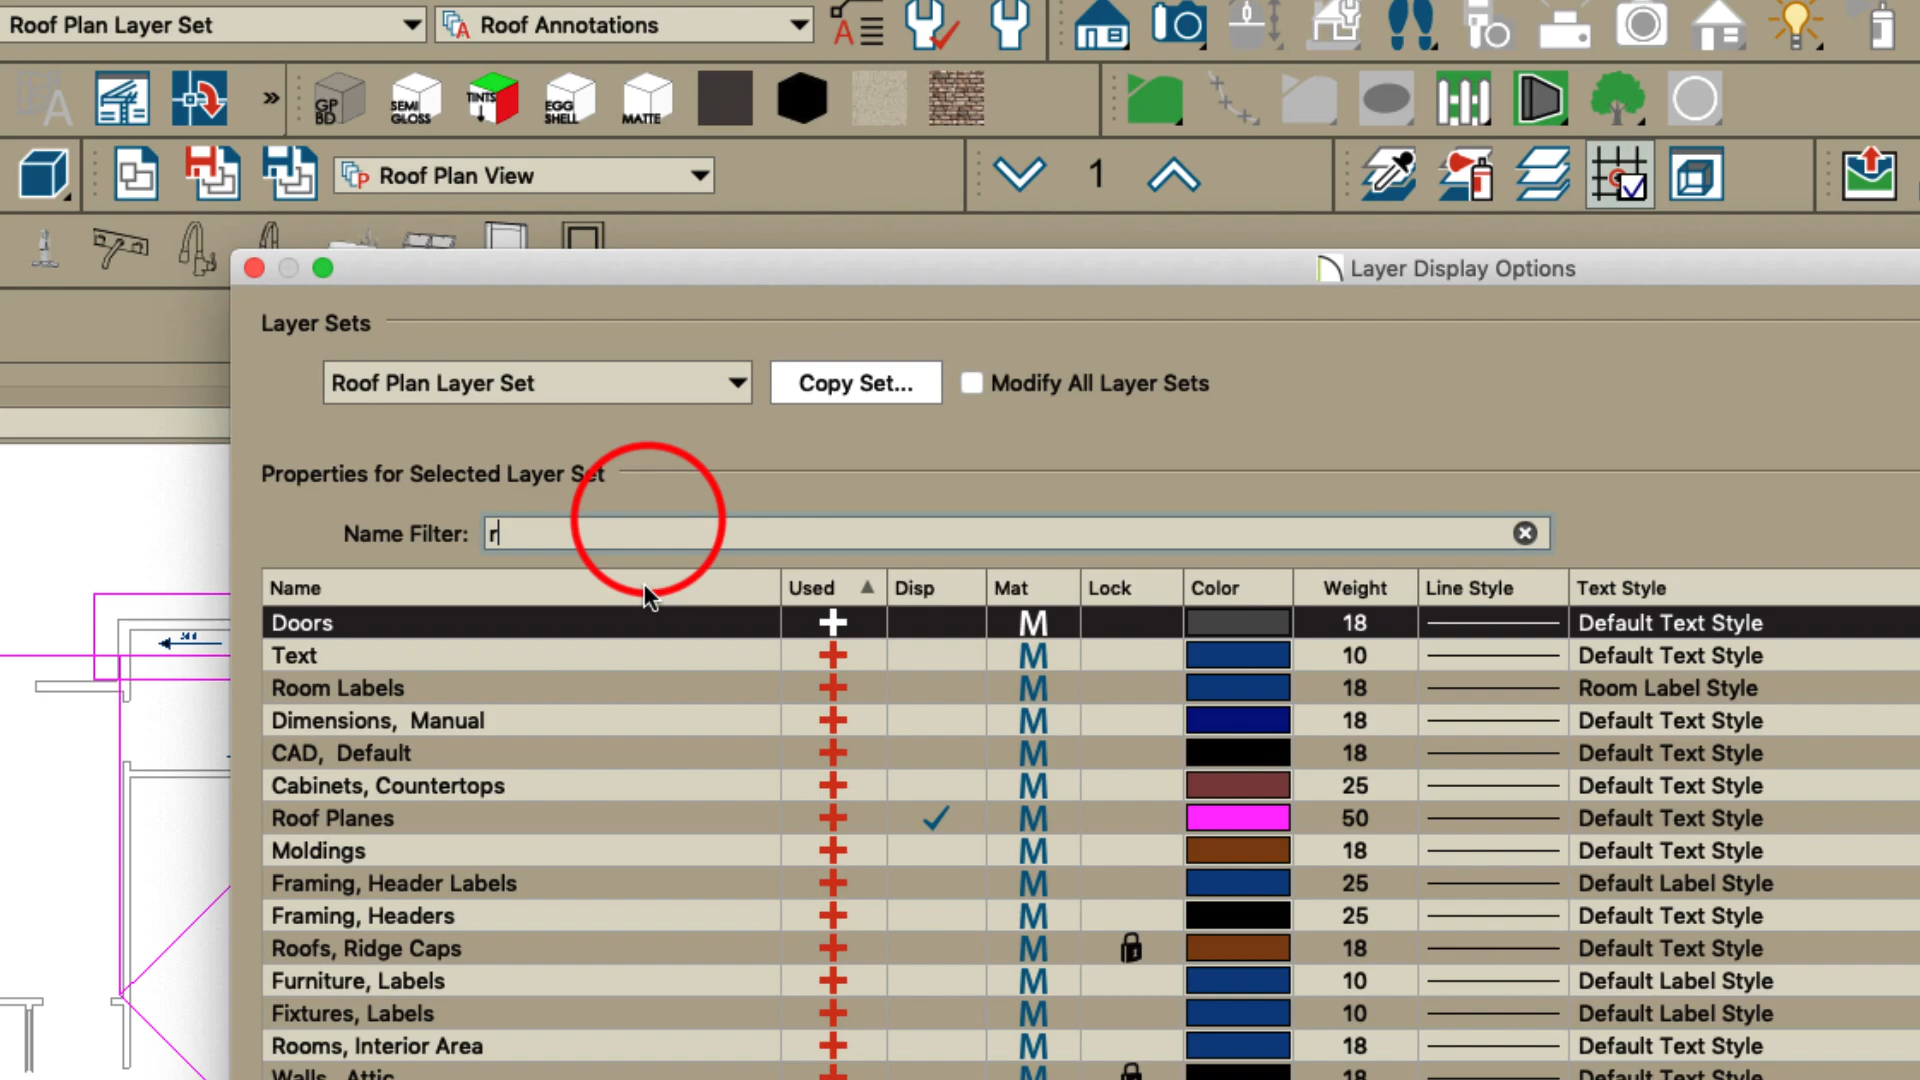 Roof Plan Layer Set
Roof Annotations
A
A
GP BD
SEMI GLOSS
TINTS
EGG SHELL
MATTE
Roof Plan View
1
Layer Display Options
Layer Sets
Roof Plan Layer Set
Copy Set...
Modify All Layer Sets
Properties for Selected Layer Set
Name Filter: r
Name Used Disp Mat Lock Color Weight Line Style Text Style
Doors M 18 Default Text Style
Text M 10 Default Text Style
Room Labels M 18 Room Label Style
Dimensions, Manual M 18 Default Text Style
CAD, Default M 18 Default Text Style
Cabinets, Countertops M 25 Default Text Style
Roof Planes M 50 Default Text Style
Moldings M 18 Default Text Style
Framing, Header Labels M 25 Default Label Style
Framing, Headers M 25 Default Text Style
Roofs, Ridge Caps M 18 Default Text Style
Furniture, Labels M 10 Default Label Style
Fixtures, Labels M 10 Default Label Style
Rooms, Interior Area M 18 Default Text Style
Walls, Attic M 18 Default Text Style